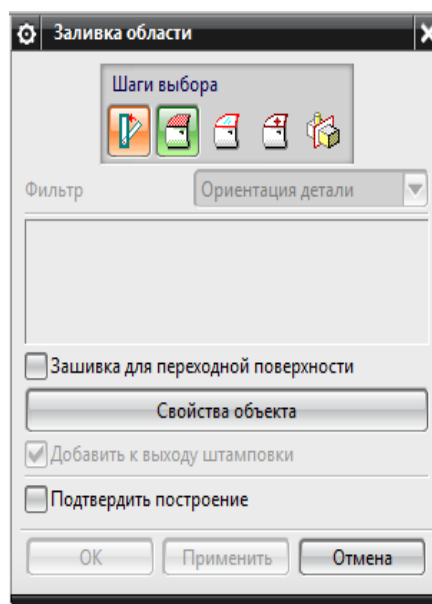 Заливка области
Шаги выбора
Фильтр Ориентация детали
Зашивка для переходной поверхности
Свойства объекта
Добавить к выходу штамповки
Подтвердить построение
ОК Применить Отмена